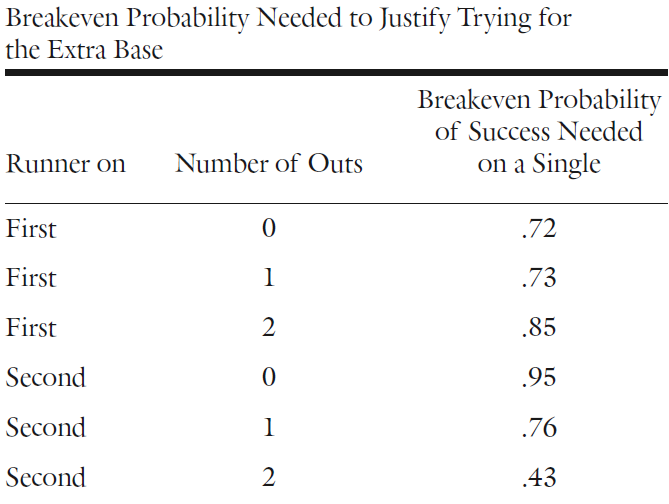 Breakeven Probability Needed to Justify Trying for
the Extra Base
Breakeven Probability
of Success Needed
Runner on Number of Outs on a Single
First 0 .72
First 1 .73
First 2 .85
Second 0 .95
Second 1 .76
Second 2 .43